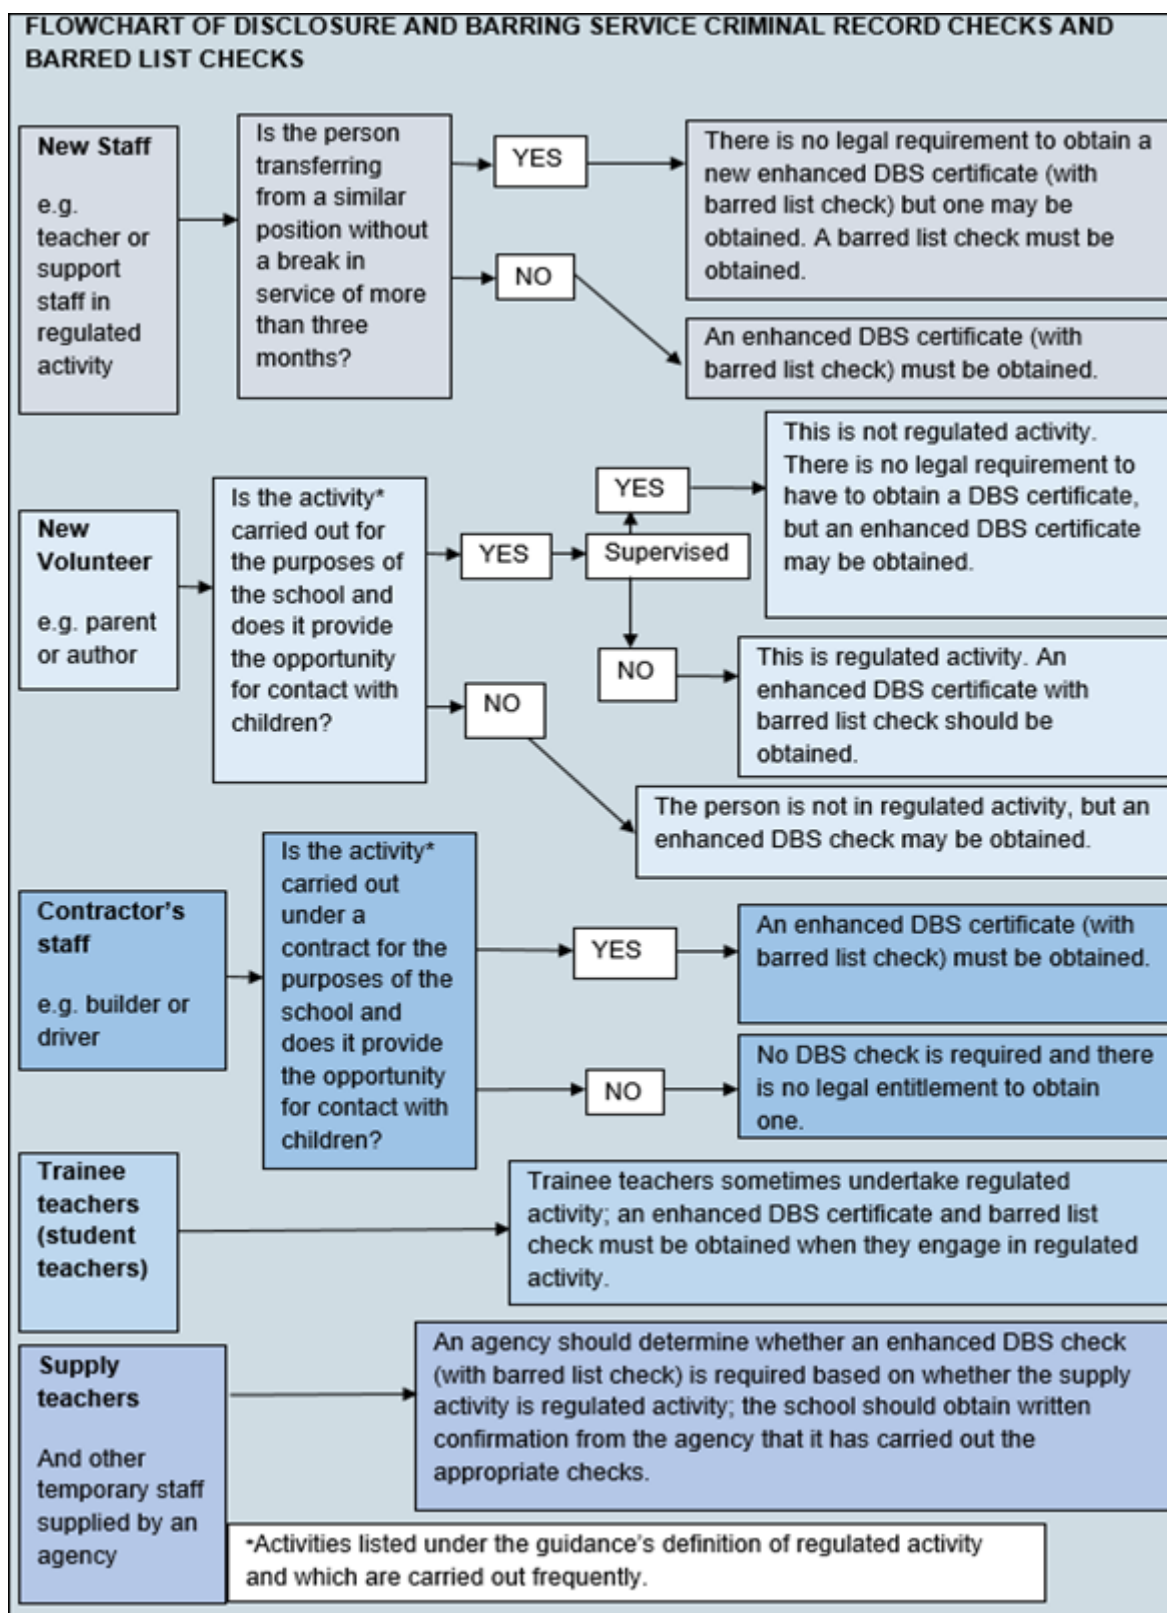 FLOWCHART OF DISCLOSURE AND BARRING SERVICE CRIMINAL RECORD CHECKS AND
BARRED LIST CHECKS
New Staff
e.g.
teacher or
support
staff in
regulated
activity
Is the person
transferring
from a similar
position without
a break in
service of more
than three
months?
YES
There is no legal requirement to obtain a
new enhanced DBS certificate (with
barred list check) but one may be
obtained. A barred list check must be
obtained.
NO
An enhanced DBS certificate (with
barred list check) must be obtained.
New
Volunteer
e.g. parent
or author
Is the activity*
carried out for
the purposes of
the school and
does it provide
the opportunity
for contact with
children?
YES
Supervised
YES
This is not regulated activity.
There is no legal requirement to
have to obtain a DBS certificate,
but an enhanced DBS certificate
may be obtained.
NO
This is regulated activity. An
enhanced DBS certificate with
barred list check should be
obtained.
NO
The person is not in regulated activity, but an
enhanced DBS check may be obtained.
Contractor's
staff
e.g. builder or
driver
Is the activity*
carried out
under a
contract for the
purposes of the
school and
does it provide
the opportunity
for contact with
children?
YES
An enhanced DBS certificate (with
barred list check) must be obtained.
NO
No DBS check is required and there
is no legal entitlement to obtain
one.
Trainee
teachers
(student
teachers)
Trainee teachers sometimes undertake regulated
activity; an enhanced DBS certificate and barred list
check must be obtained when they engage in regulated
activity.
Supply
teachers
And other
temporary staff
supplied by an
agency
An agency should determine whether an enhanced DBS check
(with barred list check) is required based on whether the supply
activity is regulated activity; the school should obtain written
confirmation from the agency that it has carried out the
appropriate checks.
*Activities listed under the guidance's definition of regulated activity
and which are carried out frequently.